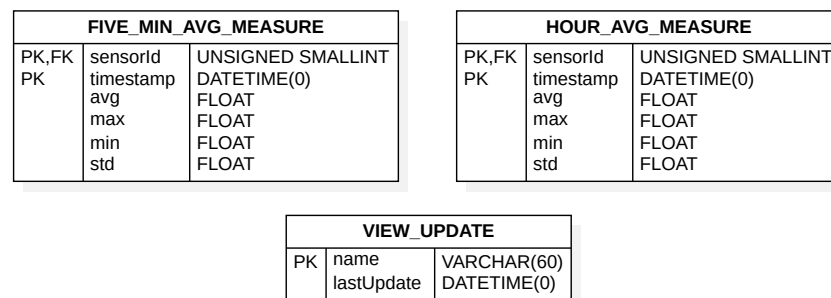 FIVE_MIN_AVG_MEASURE
PK,FK sensorId UNSIGNED SMALLINT
PK timestamp DATETIME(0)
avg FLOAT
max FLOAT
min FLOAT
std FLOAT
HOUR_AVG_MEASURE
PK,FK sensorId UNSIGNED SMALLINT
PK timestamp DATETIME(0)
avg FLOAT
max FLOAT
min FLOAT
std FLOAT
VIEW_UPDATE
PK name VARCHAR(60)
lastUpdate DATETIME(0)